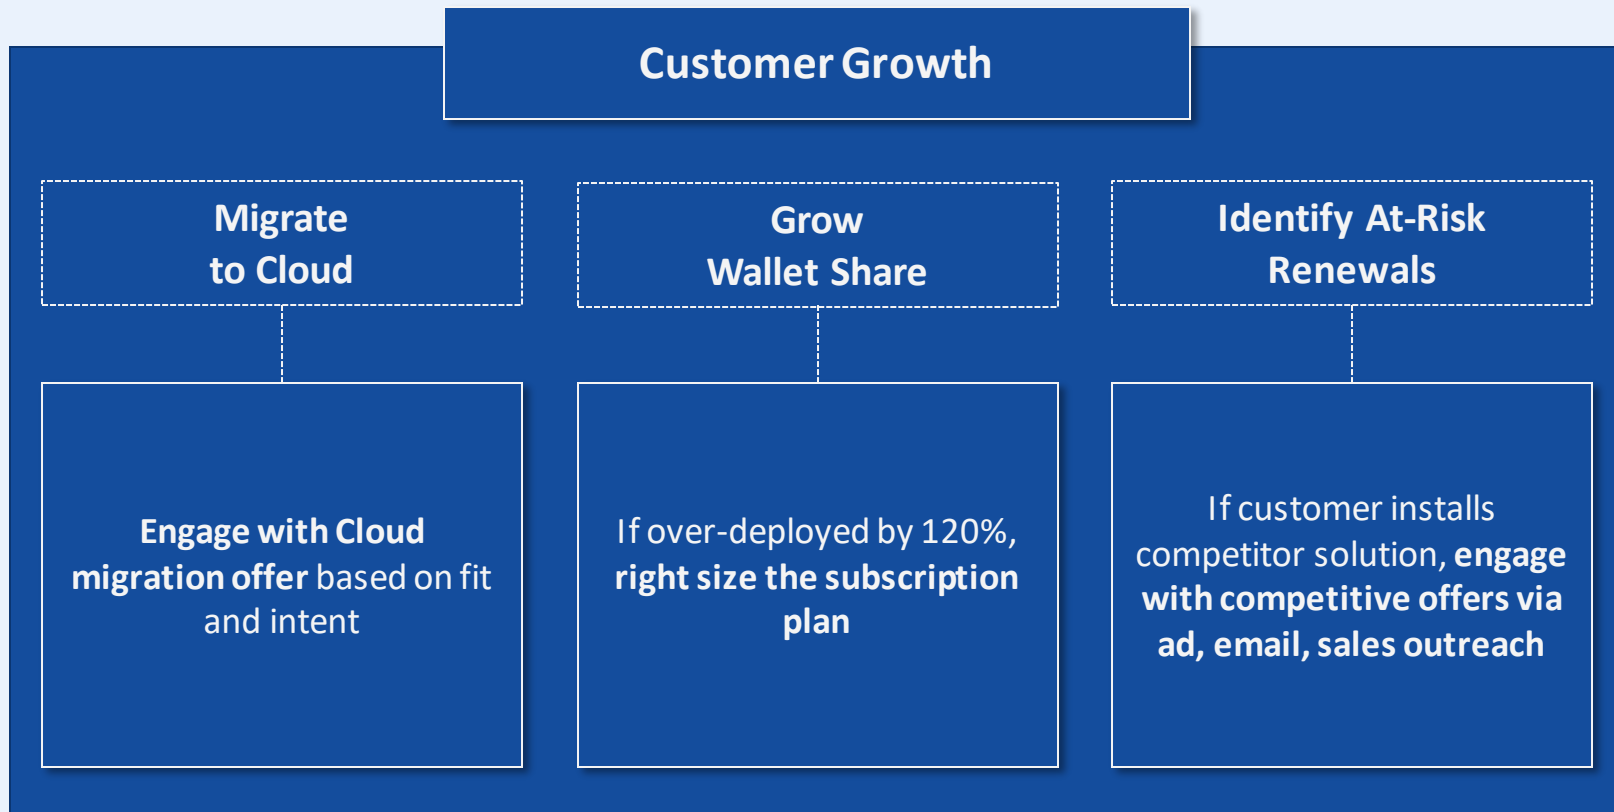 Customer Growth
Migrate
to Cloud
Grow
Wallet Share
Identify At-Risk
Renewals
Engage with Cloud
migration offer based on fit
and intent
If over-deployed by 120%,
right size the subscription
plan
If customer installs
competitor solution, engage
with competitive offers via
ad, email, sales outreach